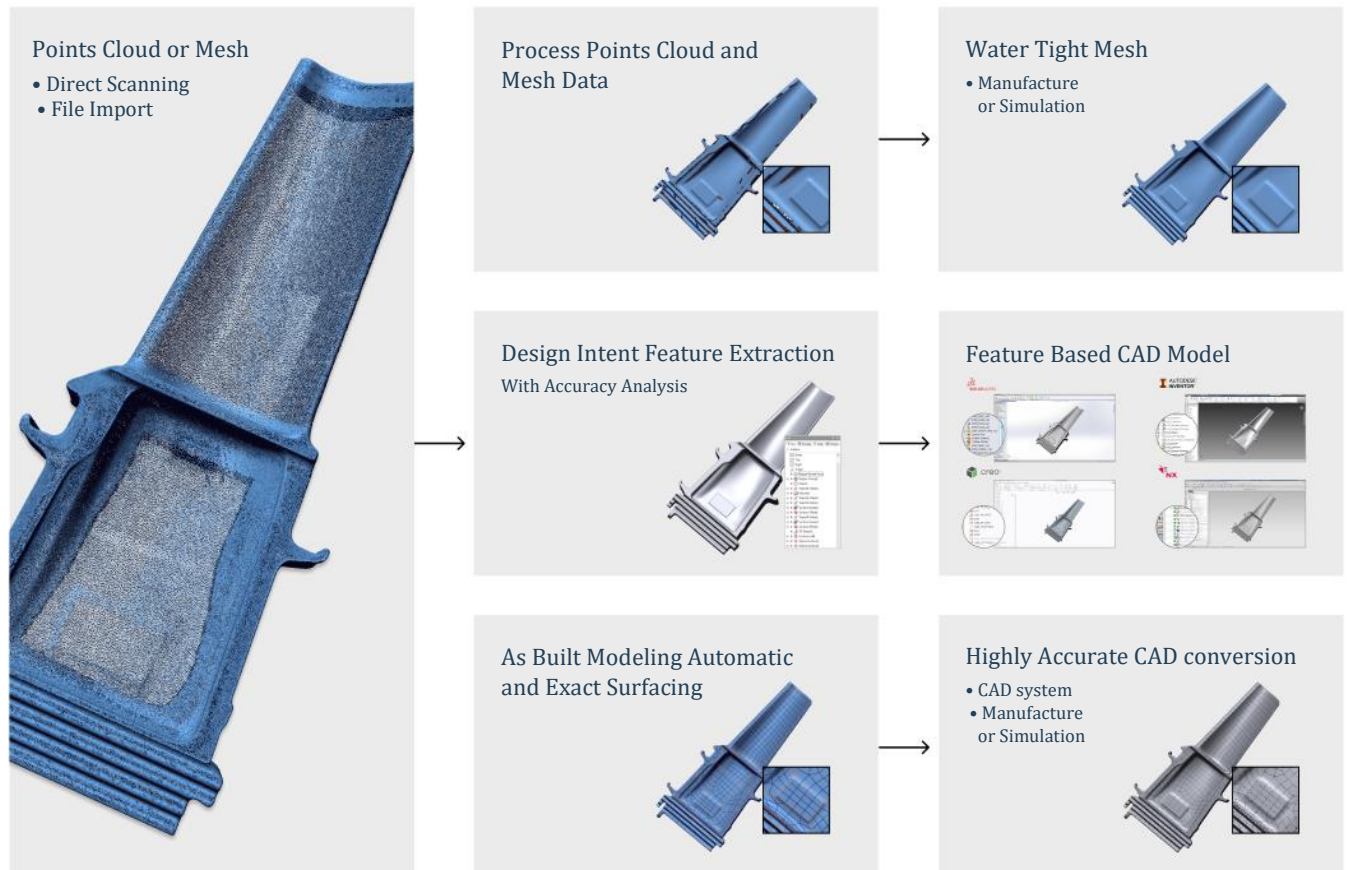 Points Cloud or Mesh
• Direct Scanning
• File Import
Process Points Cloud and
Mesh Data
Water Tight Mesh
• Manufacture
or Simulation
Design Intent Feature Extraction
With Accuracy Analysis
Feature Based CAD Model
SOLIDWORKS
AUTODESK
INVENTOR
creo
NX
As Built Modeling Automatic
and Exact Surfacing
Highly Accurate CAD conversion
• CAD system
• Manufacture
or Simulation